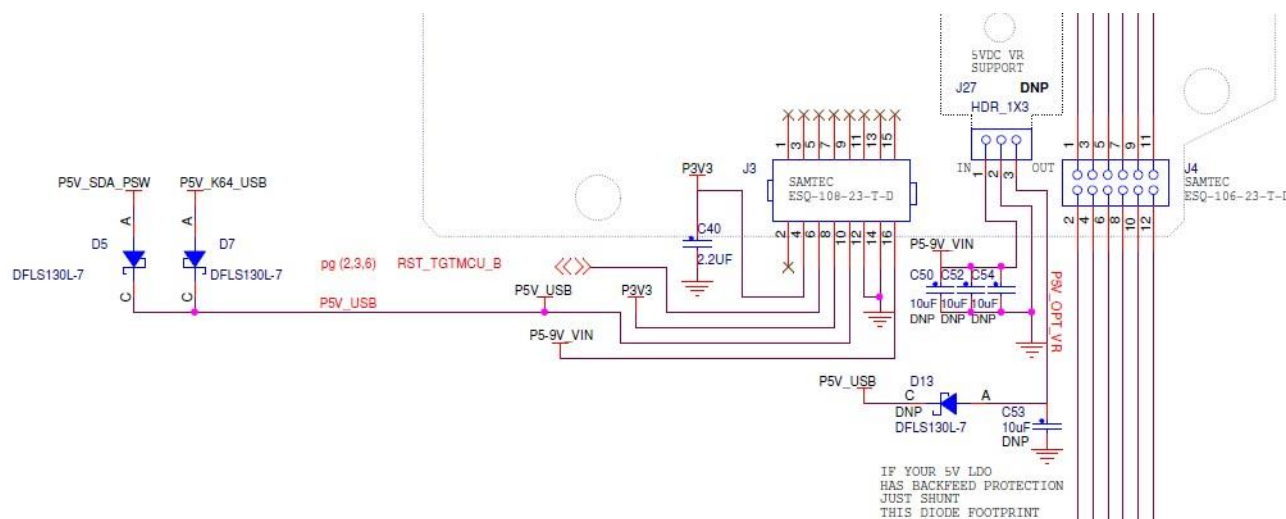 5VDC VR
SUPPORT
J27 DNP
HDR_1X3
1
3
5
7
9
11
13
15
1
3
5
7
9
11
P5V_SDA_PSW
P5V_K64_USB
P3V3
J3
SAMTEC
ESQ-108-23-T-D
IN
OUT
1
2
3
J4
SAMTEC
ESQ-106-23-T-D
A
A
D5
D7
DFLS130L-7
DFLS130L-7
C
C
C40
2.2UF
2
4
6
8
10
12
14
16
2
4
6
8
10
12
pg (2,3,6) RST_TGTMCU_B
P5V_USB
P5V_USB
P3V3
P5-9V_VIN
P5-9V_VIN
C50
C52
C54
10uF
10uF
10uF
DNP
DNP
DNP
P5V_OPT_VR
P5V_USB
D13
C
A
DNP
DFLS130L-7
C53
10uF
DNP
IF YOUR 5V LDO
HAS BACKFEED PROTECTION
JUST SHUNT
THIS DIODE FOOTPRINT